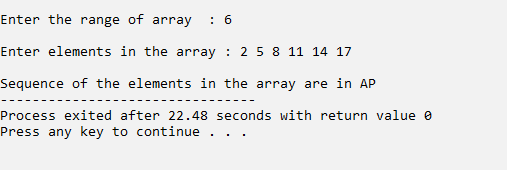 Enter the range of array  : 6
Enter elements in the array : 2 5 8 11 14 17
Sequence of the elements in the array are in AP
--------------------------------
Process exited after 22.48 seconds with return value 0
Press any key to continue . . .